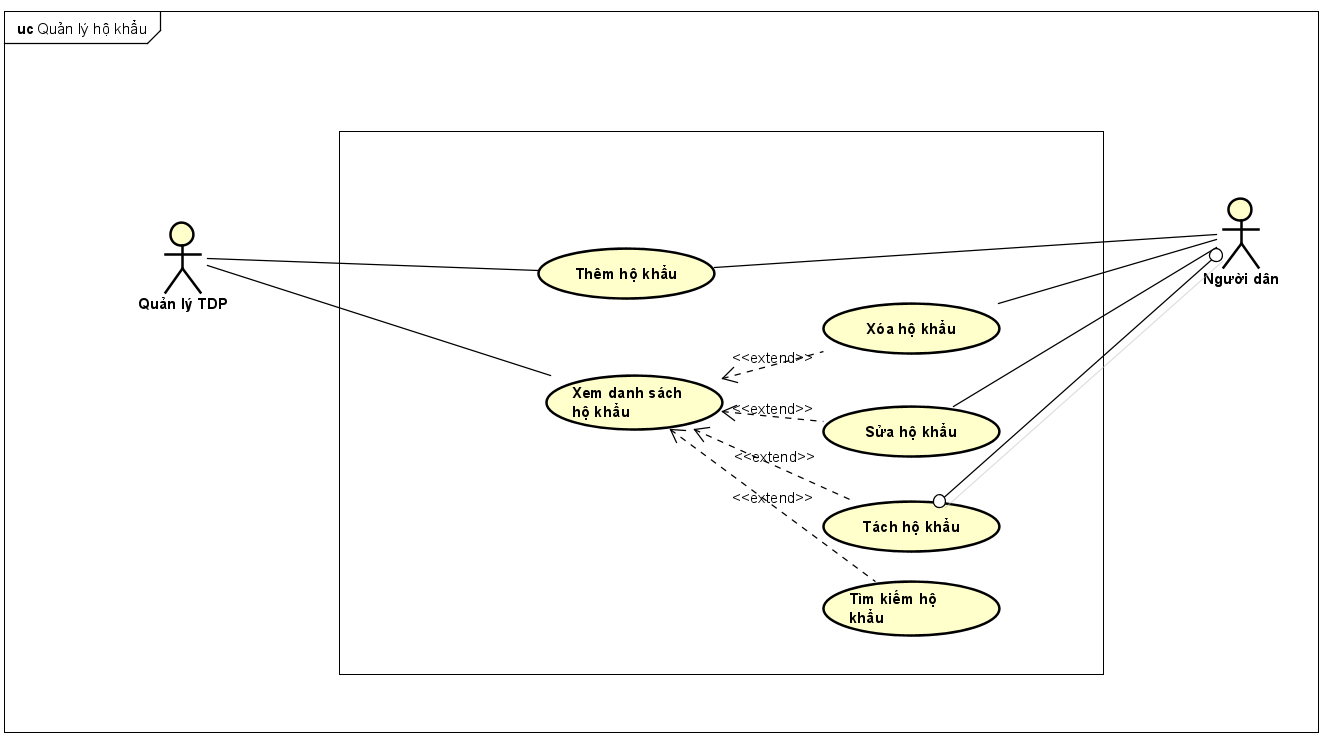 uc Quản lý hộ khẩu
Quản lý TDP
Người dân
Thêm hộ khẩu
Xóa hộ khẩu
<<extend>>
Xem danh sách
hộ khẩu
<<extend>>
Sửa hộ khẩu
<<extend>>
<<extend>>
Tách hộ khẩu
Tìm kiếm hộ
khẩu